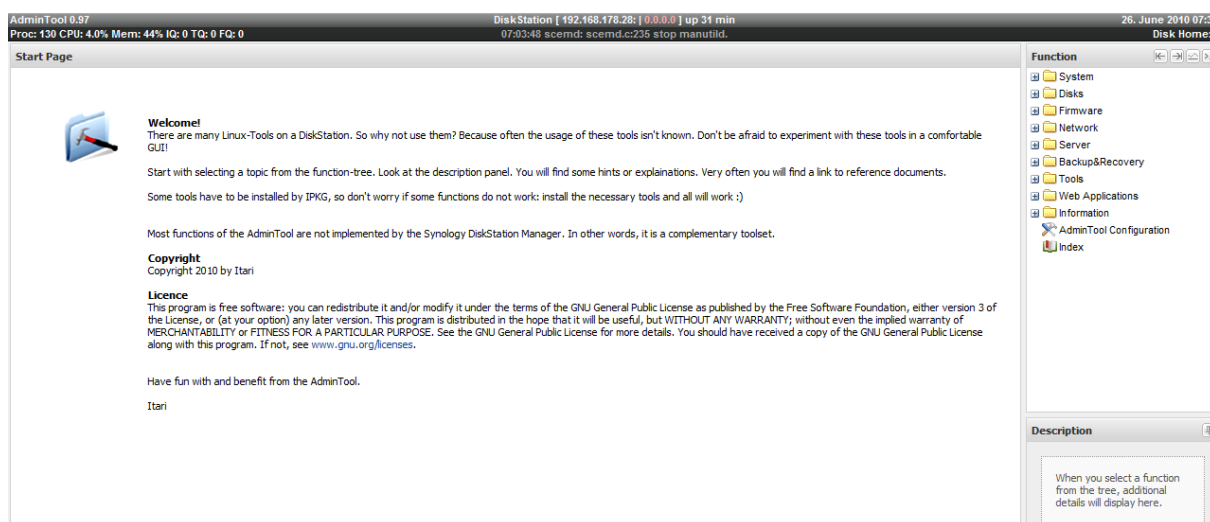 AdminTool 0.97
DiskStation [ 192.168.178.28: | 0.0.0.0 ] up 31 min
26. June 2010 07:3
Proc: 130 CPU: 4.0% Mem: 44% IQ: 0 TQ: 0 FQ: 0
07:03:48 scemd: scemd.c:235 stop manutild.
Disk Home:
Start Page
Welcome!
There are many Linux-Tools on a DiskStation. So why not use them? Because often the usage of these tools isn't known. Don't be afraid to experiment with these tools in a comfortable
GUI!
Start with selecting a topic from the function-tree. Look at the description panel. You will find some hints or explainations. Very often you will find a link to reference documents.
Some tools have to be installed by IPKG, so don't worry if some functions do not work: install the necessary tools and all will work :)
Most functions of the AdminTool are not implemented by the Synology DiskStation Manager. In other words, it is a complementary toolset.
Copyright
Copyright 2010 by Itari
Licence
This program is free software: you can redistribute it and/or modify it under the terms of the GNU General Public License as published by the Free Software Foundation, either version 3 of
the License, or (at your option) any later version. This program is distributed in the hope that it will be useful, but WITHOUT ANY WARRANTY; without even the implied warranty of
MERCHANTABILITY or FITNESS FOR A PARTICULAR PURPOSE. See the GNU General Public License for more details. You should have received a copy of the GNU General Public License
along with this program. If not, see www.gnu.org/licenses.
Have fun with and benefit from the AdminTool.
Itari
Function
System
Disks
Firmware
Network
Server
Backup&Recovery
Tools
Web Applications
Information
AdminTool Configuration
Index
Description
When you select a function
from the tree, additional
details will display here.